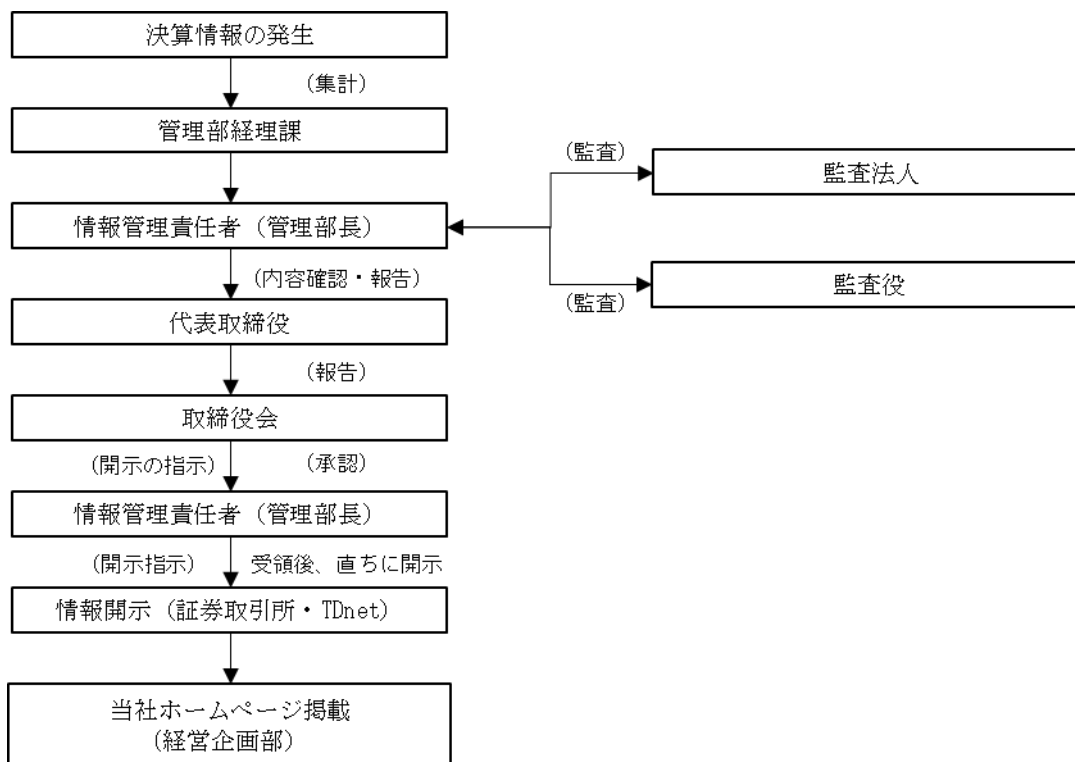 決算情報の発生
(集計)
管理部経理課
(監査)
監査法人
情報管理責任者（管理部長）
(内容確認・報告)
監査役
(監査)
代表取締役
(報告)
取締役会
(開示の指示)
(承認)
情報管理責任者（管理部長）
(開示指示)
受領後、直ちに開示
情報開示（証券取引所・TDnet）
当社ホームページ掲載
(経営企画部)